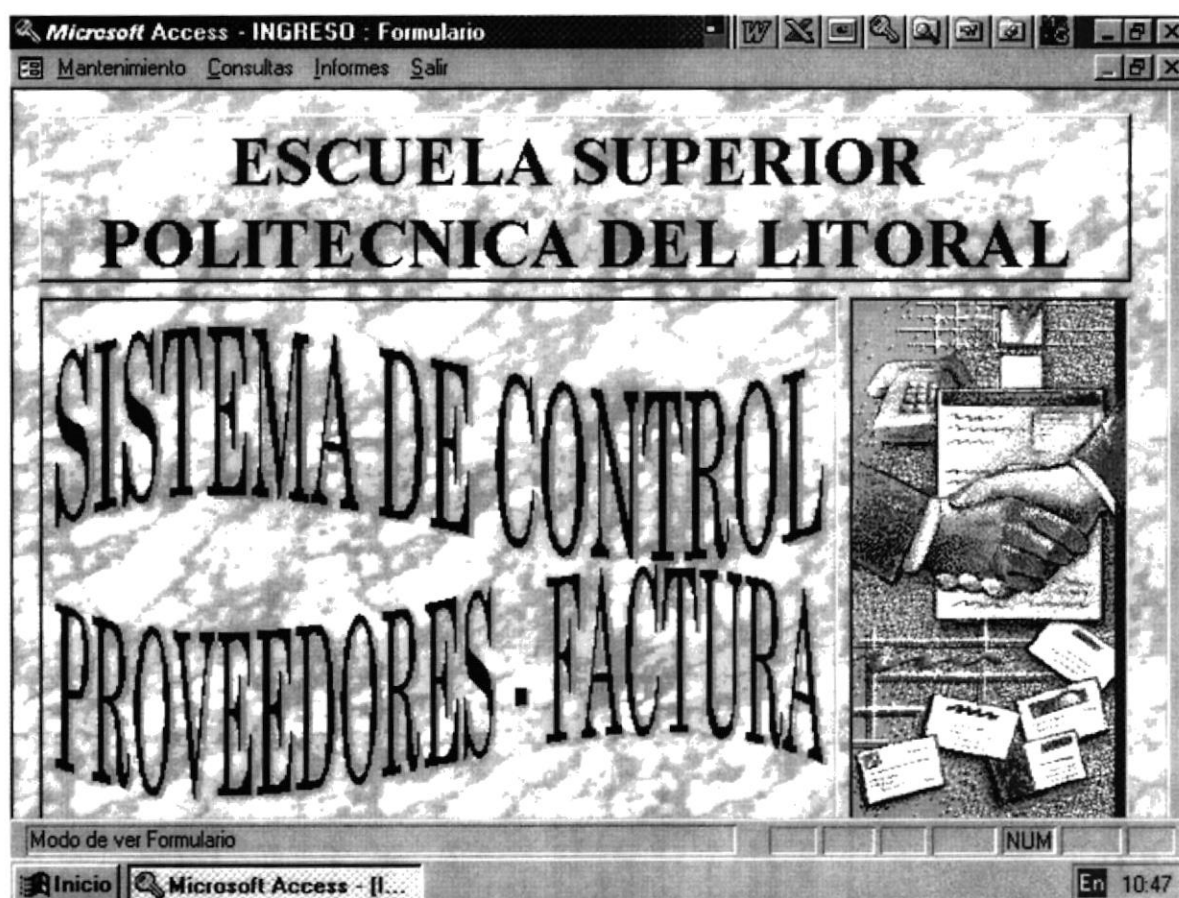 Microsoft Access - INGRESO : Formulario
Mantenimiento Consultas Informes Salir
ESCUELA SUPERIOR
POLITECNICA DEL LITORAL
SISTEMA DE CONTROL
PROVEEDORES - FACTURA
Modo de ver Formulario NUM
Inicio Microsoft Access - [I... En 10:47